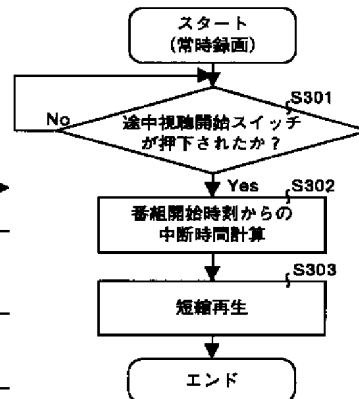 スタート
(常時録画)
S301
途中視聴開始スイッチ
が押下されたか?
No
Yes
S302
番組開始時刻からの
中断時間計算
S303
短縮再生
エンド